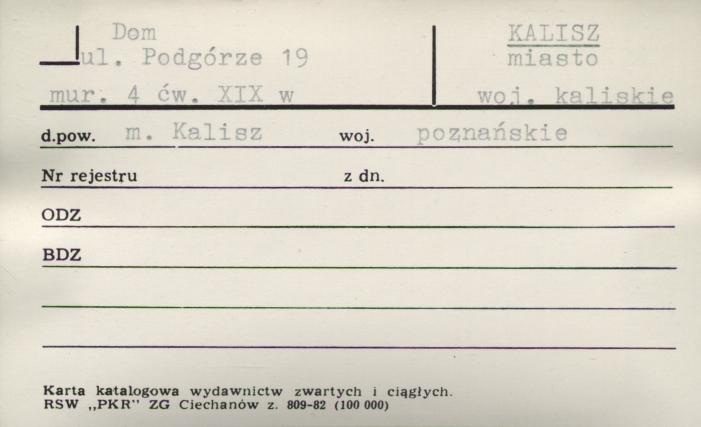 Dom
ul. Podgórze 19
mur. 4 ćw. XIX w
KALISZ
miasto
woj. kaliskie
d.pow. m. Kalisz woj. poznańskie
Nr rejestru z dn.
ODZ
BDZ
Karta katalogowa wydawnictw zwartych i ciągłych.
RSW „PKR" ZG Ciechanów z. 809-82 (100 000)